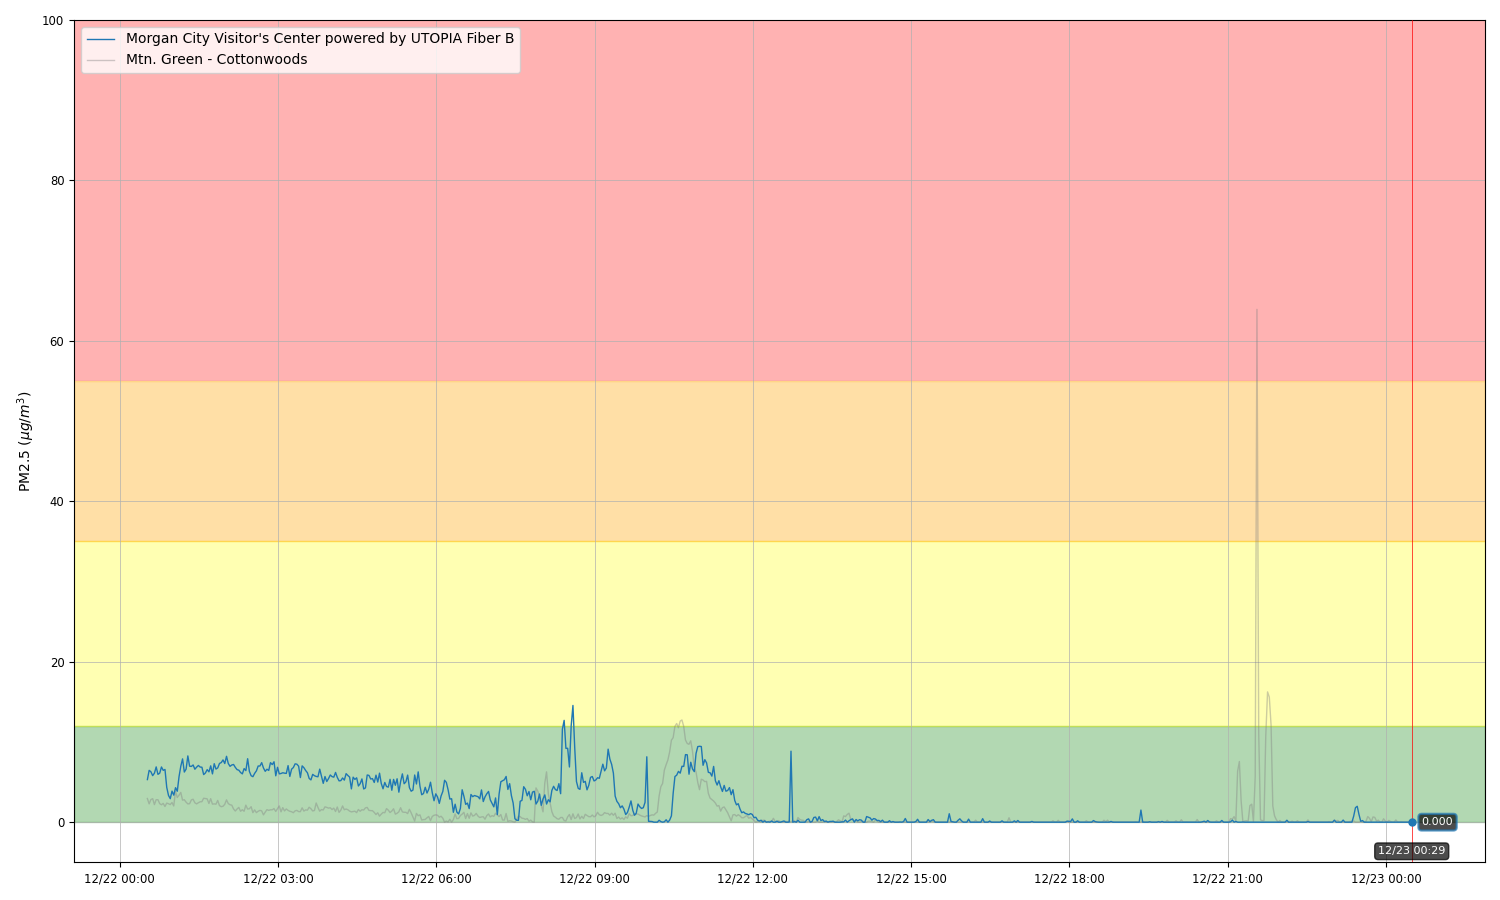 100
80
60
40
20
0
PM2.5 (μg/m³)
Morgan City Visitor's Center powered by UTOPIA Fiber B
Mtn. Green - Cottonwoods
0.000
12/23 00:29
12/22 00:00 12/22 03:00 12/22 06:00 12/22 09:00 12/22 12:00 12/22 15:00 12/22 18:00 12/22 21:00 12/23 00:00